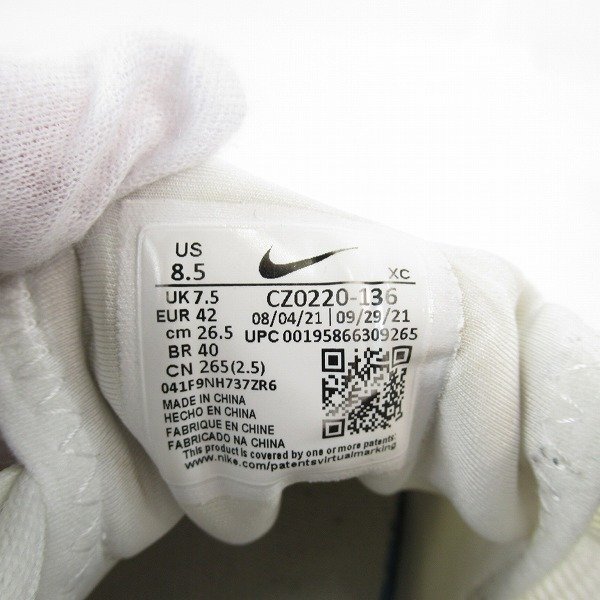 US
8.5
XC
UK 7.5
EUR 42
cm 26.5
BR 40
CN 265(2.5)
CZ0220-136
08/04/21 | 09/29/21
UPC 00195866309265
041F9NH737ZR6
MADE IN CHINA
HECHO EN CHINA
FABRIQUE EN CHINE
FABRICADO NA CHINA
This product is covered by one or more patents:
www.nike.com/patentsvirtualmarking